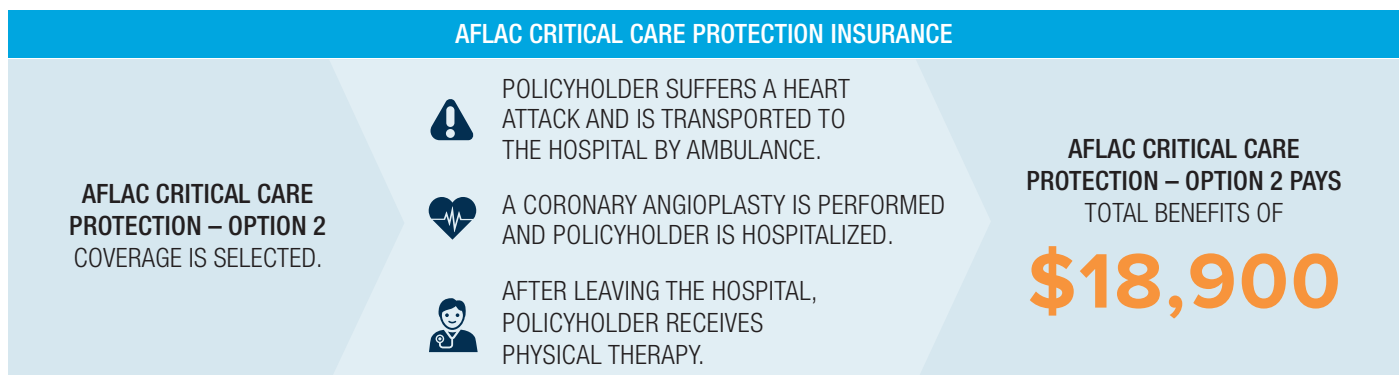 AFLAC CRITICAL CARE PROTECTION INSURANCE
AFLAC CRITICAL CARE
PROTECTION – OPTION 2
COVERAGE IS SELECTED.
POLICYHOLDER SUFFERS A HEART
ATTACK AND IS TRANSPORTED TO
THE HOSPITAL BY AMBULANCE.
A CORONARY ANGIOPLASTY IS PERFORMED
AND POLICYHOLDER IS HOSPITALIZED.
AFTER LEAVING THE HOSPITAL,
POLICYHOLDER RECEIVES
PHYSICAL THERAPY.
AFLAC CRITICAL CARE
PROTECTION – OPTION 2 PAYS
TOTAL BENEFITS OF
$18,900